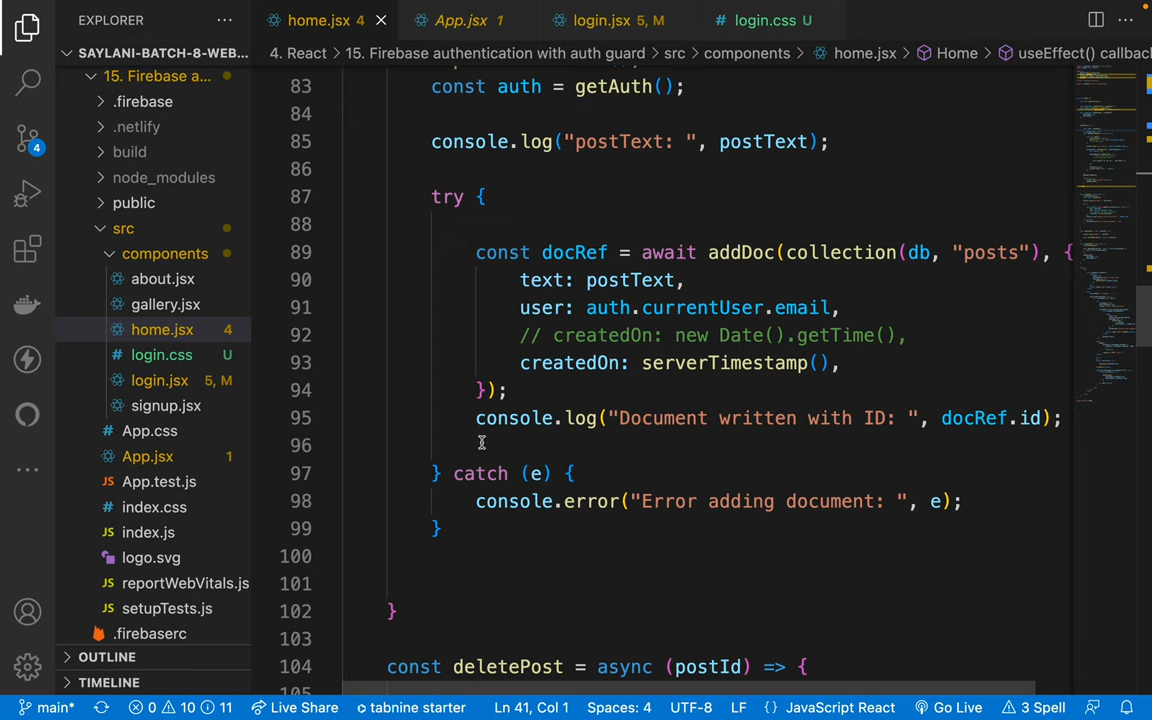 EXPLORER
home.jsx 4
App.jsx 1
login.jsx 5, M
login.css U
SAYLANI-BATCH-8-WEB...
4. React > 15. Firebase authentication with auth guard > src > components > home.jsx > Home > useEffect() callback
15. Firebase a...
.firebase
.netlify
build
node_modules
public
src
components
about.jsx
gallery.jsx
home.jsx 4
login.css U
login.jsx 5, M
signup.jsx
App.css
App.jsx 1
App.test.js
index.css
index.js
logo.svg
reportWebVitals.js
setupTests.js
.firebaserc
OUTLINE
TIMELINE
4
83 const auth = getAuth();
84
85 console.log("postText: ", postText);
86
87 try {
88
89 const docRef = await addDoc(collection(db, "posts"), {
90 text: postText,
91 user: auth.currentUser.email,
92 // createdOn: new Date().getTime(),
93 createdOn: serverTimestamp(),
94 });
95 console.log("Document written with ID: ", docRef.id);
96
97 } catch (e) {
98 console.error("Error adding document: ", e);
99 }
100
101
102 }
103
104 const deletePost = async (postId) => {
main* 0 10 11 Live Share tabnine starter Ln 41, Col 1 Spaces: 4 UTF-8 LF {} JavaScript React Go Live 3 Spell